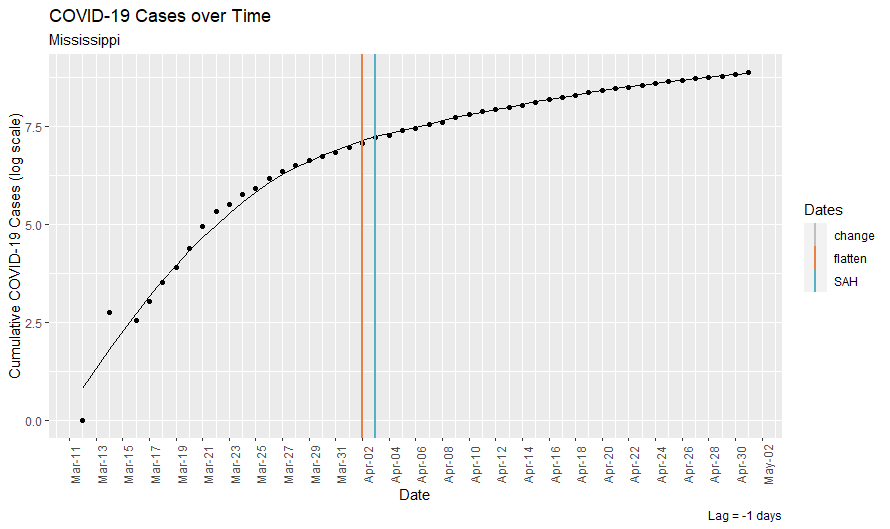 COVID-19 Cases over Time
Mississippi
Cumulative COVID-19 Cases (log scale)
7.5
5.0
2.5
0.0
Mar-11
Mar-13
Mar-15
Mar-17
Mar-19
Mar-21
Mar-23
Mar-25
Mar-27
Mar-29
Mar-31
Apr-02
Apr-04
Apr-06
Apr-08
Apr-10
Apr-12
Apr-14
Apr-16
Apr-18
Apr-20
Apr-22
Apr-24
Apr-26
Apr-28
Apr-30
May-02
Date
Dates
change
flatten
SAH
Lag = -1 days